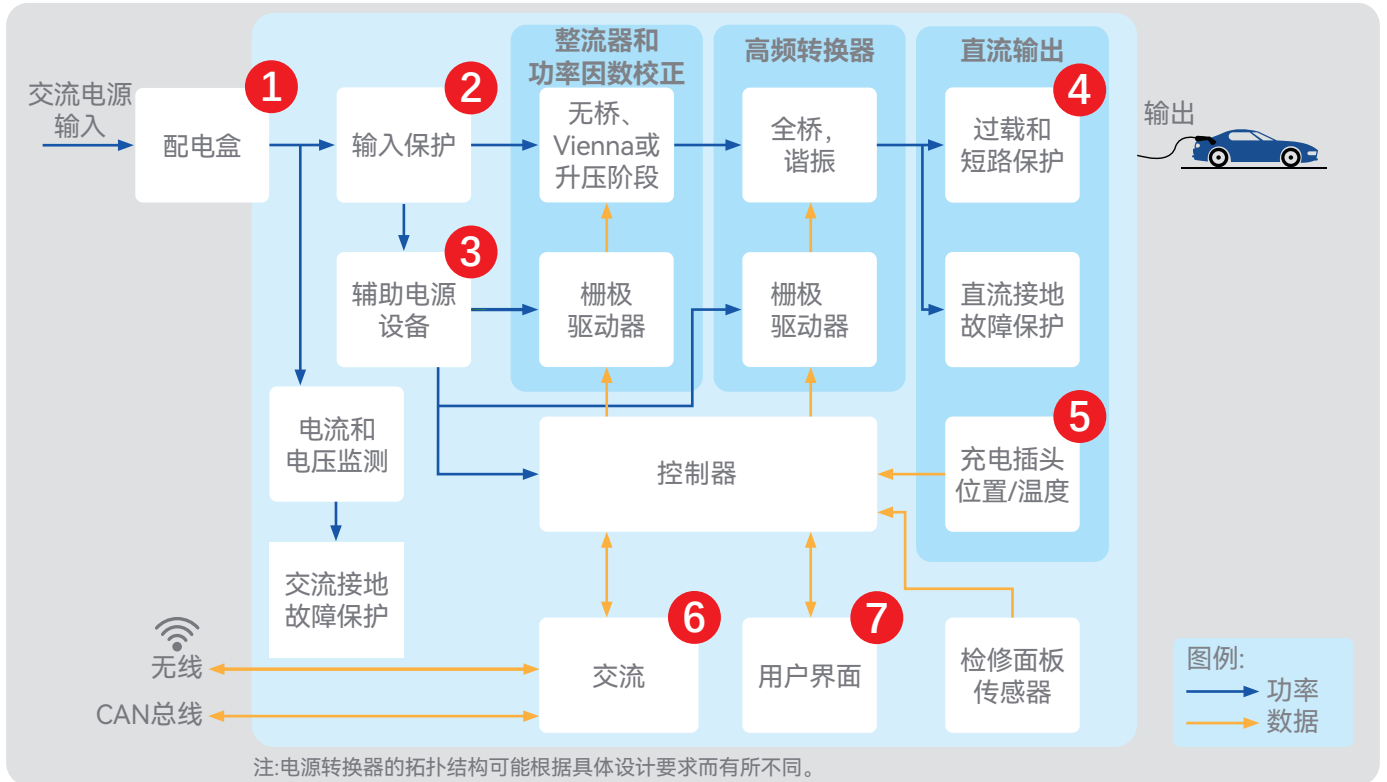 整流器和
功率因数校正
高频转换器
直流输出
交流电源
输入
1
配电盒
2
输入保护
无桥、
Vienna或
升压阶段
全桥，
谐振
4
过载和
短路保护
输出
3
辅助电源
设备
栅极
驱动器
栅极
驱动器
直流接地
故障保护
电流和
电压监测
控制器
5
充电插头
位置/温度
交流接地
故障保护
无线
CAN总线
6
交流
7
用户界面
检修面板
传感器
图例:
功率
数据
注:电源转换器的拓扑结构可能根据具体设计要求而有所不同。